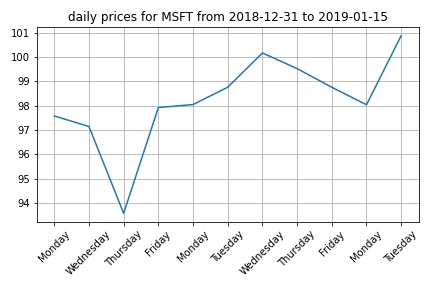 daily prices for MSFT from 2018-12-31 to 2019-01-15
101
100
99
98
97
96
95
94
Monday
Wednesday
Thursday
Friday
Monday
Tuesday
Wednesday
Thursday
Friday
Monday
Tuesday